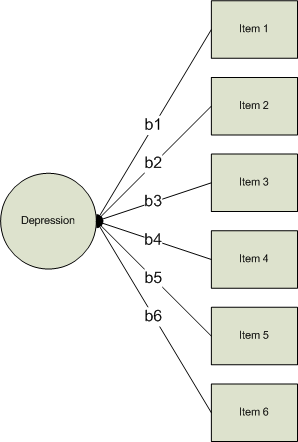 Item 1
b1
Item 2
b2
Item 3
b3
Depression
b4
Item 4
b5
Item 5
b6
Item 6